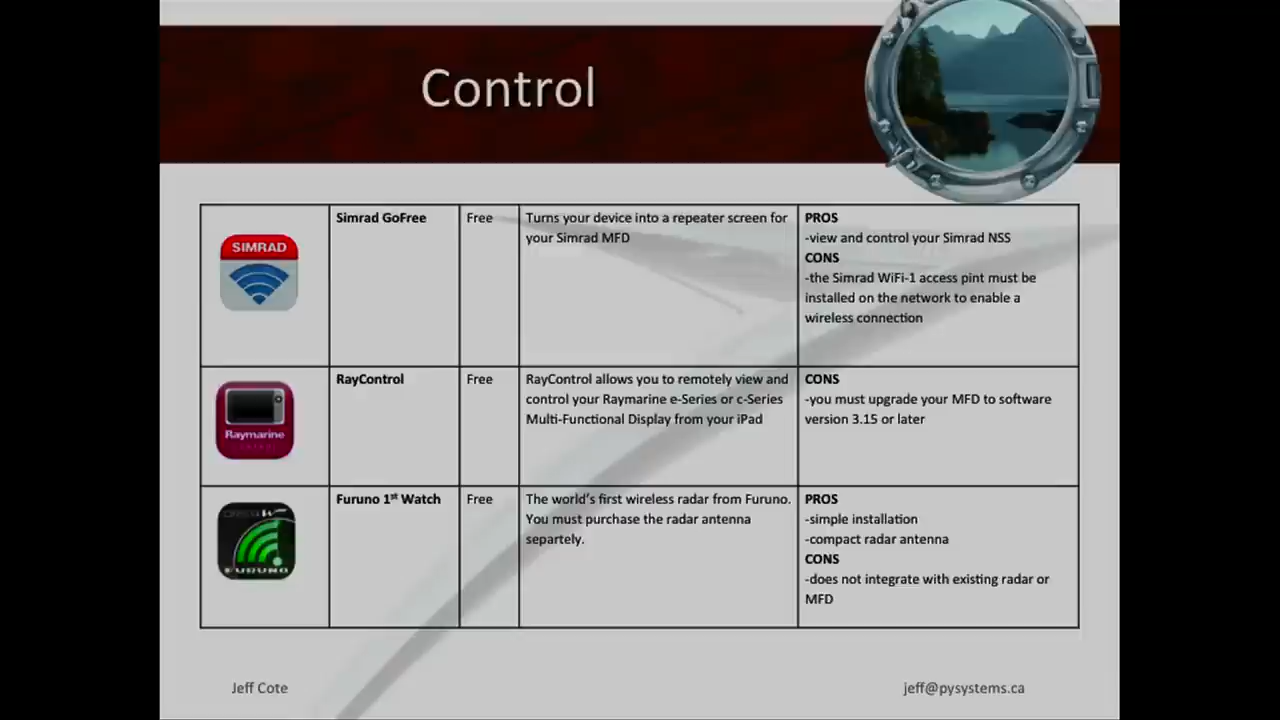 Control
SIMRAD
Simrad GoFree
Free
Turns your device into a repeater screen for
your Simrad MFD
PROS
-view and control your Simrad NSS
CONS
-the Simrad WiFi-1 access pint must be
installed on the network to enable a
wireless connection
Raymarine
RayControl
Free
RayControl allows you to remotely view and
control your Raymarine e-Series or c-Series
Multi-Functional Display from your iPad
CONS
-you must upgrade your MFD to software
version 3.15 or later
FURUNO
Furuno 1st Watch
Free
The world's first wireless radar from Furuno.
You must purchase the radar antenna
separtely.
PROS
-simple installation
-compact radar antenna
CONS
-does not integrate with existing radar or
MFD
Jeff Cote
jeff@pysystems.ca